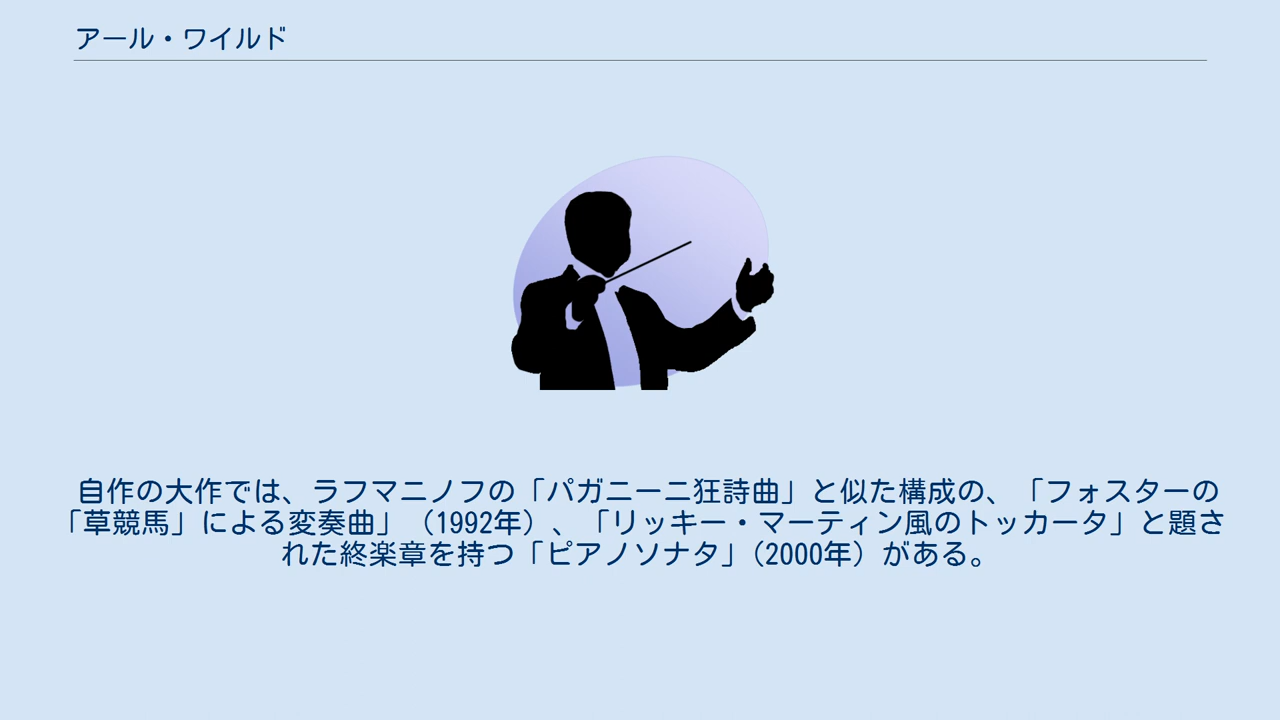 アール・ワイルド
自作の大作では、ラフマニノフの「パガニーニ狂詩曲」と似た構成の、「フォスターの
「草競馬」による変奏曲」（1992年）、「リッキー・マーティン風のトッカータ」と題さ
れた終楽章を持つ「ピアノソナタ」（2000年）がある。